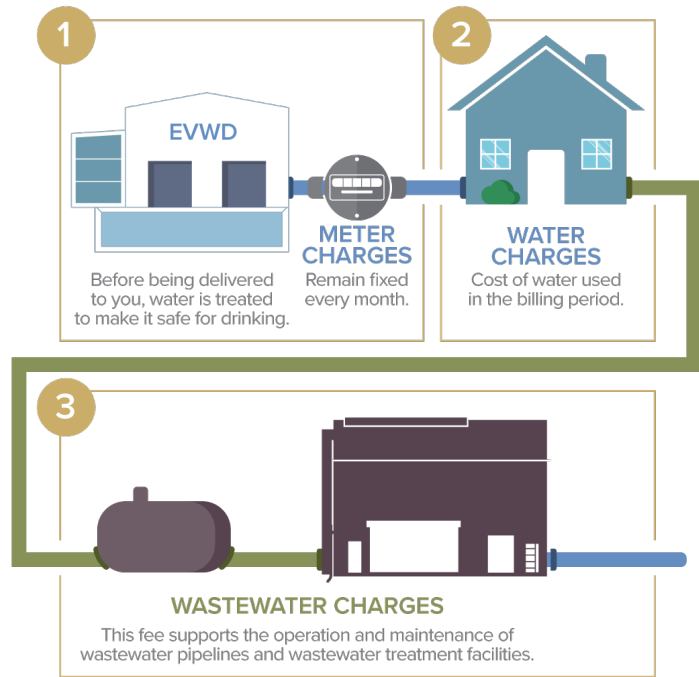 1
EVWD
METER
CHARGES
Before being delivered
to you, water is treated
to make it safe for drinking.
Remain fixed
every month.
2
WATER
CHARGES
Cost of water used
in the billing period.
3
WASTEWATER CHARGES
This fee supports the operation and maintenance of
wastewater pipelines and wastewater treatment facilities.